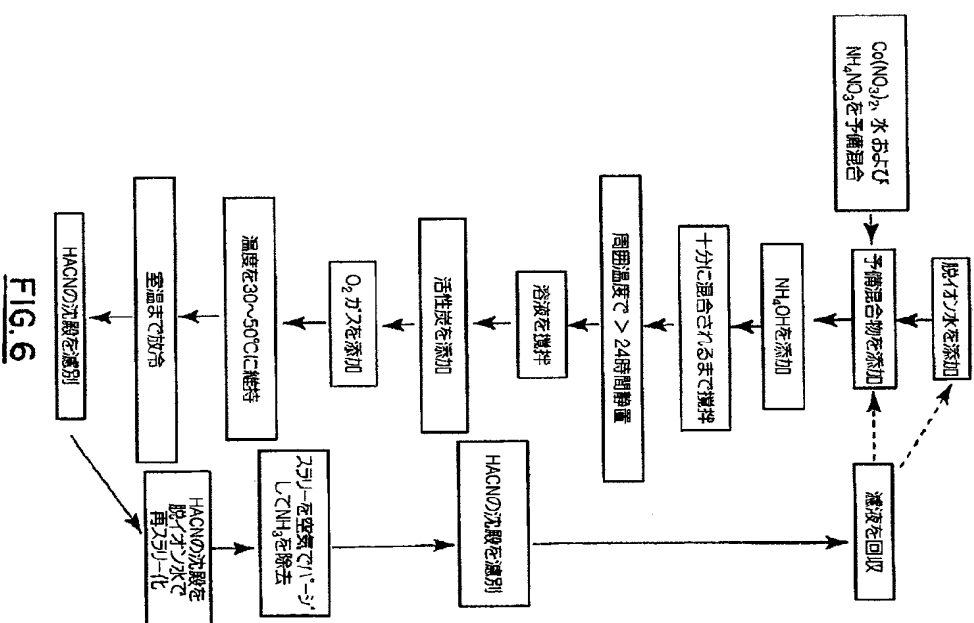 脱イオン水を添加
Co(NO₃)₂、水および
NH₄NO₃を予備混合
予備混合物を添加
NH₄OH水を添加
十分に混合されるまで撹拌
周囲温度で > 24時間静置
溶液を撹拌
活性炭を添加
O₂ ガスを添加
温度を30~50℃に維持
室温まで放冷
HACNの沈殿を濾別
HACNの沈殿を
脱イオン水で
再スラリー化
スラリーを空気でパージ
してNH₃を除去
HACNの沈殿を濾別
濾液を回収
FIG.6